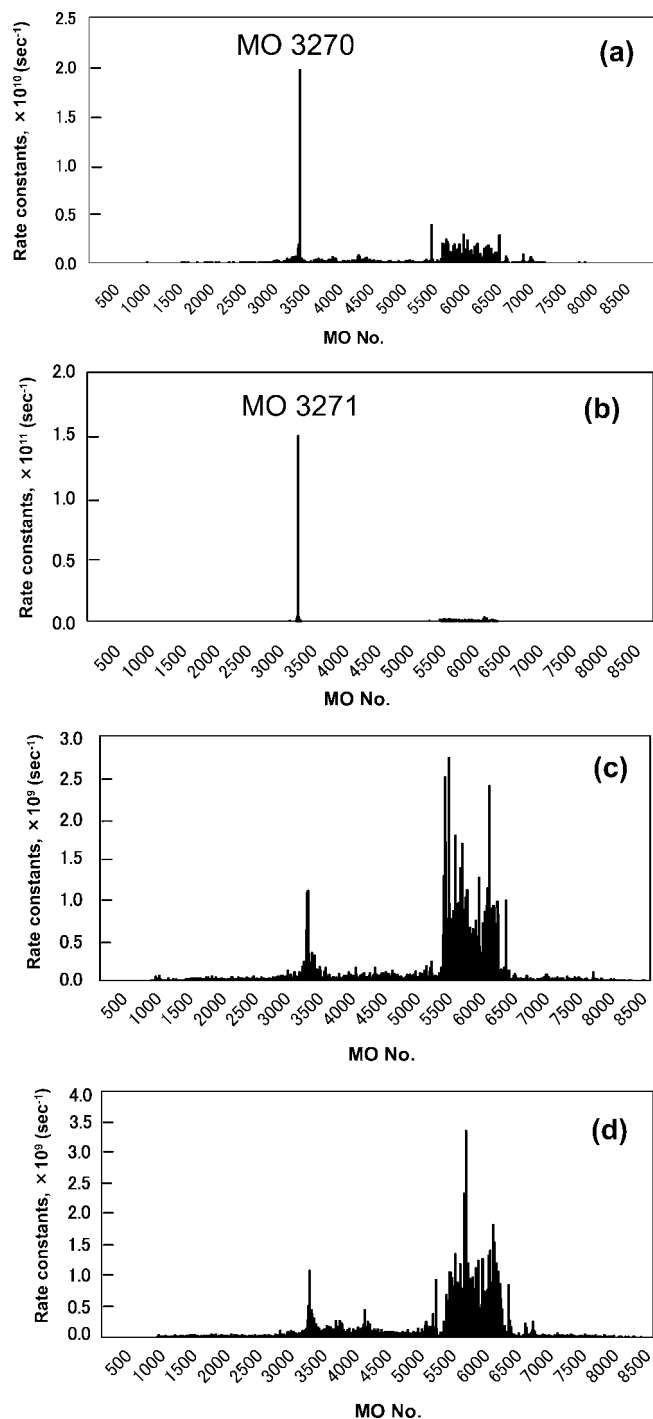 2.5
2.0
1.5
1.0
0.5
0.0
Rate constants, ×10¹⁰ (sec⁻¹)
MO 3270
(a)
500 1000 1500 2000 2500 3000 3500 4000 4500 5000 5500 6000 6500 7000 7500 8000 8500
MO No.
2.0
1.5
1.0
0.5
0.0
Rate constants, ×10¹¹ (sec⁻¹)
MO 3271
(b)
500 1000 1500 2000 2500 3000 3500 4000 4500 5000 5500 6000 6500 7000 7500 8000 8500
MO No.
3.0
2.5
2.0
1.5
1.0
0.5
0.0
Rate constants, ×10⁹ (sec⁻¹)
(c)
500 1000 1500 2000 2500 3000 3500 4000 4500 5000 5500 6000 6500 7000 7500 8000 8500
MO No.
4.0
3.5
3.0
2.5
2.0
1.5
1.0
0.5
0.0
Rate constants, ×10⁹ (sec⁻¹)
(d)
500 1000 1500 2000 2500 3000 3500 4000 4500 5000 5500 6000 6500 7000 7500 8000 8500
MO No.